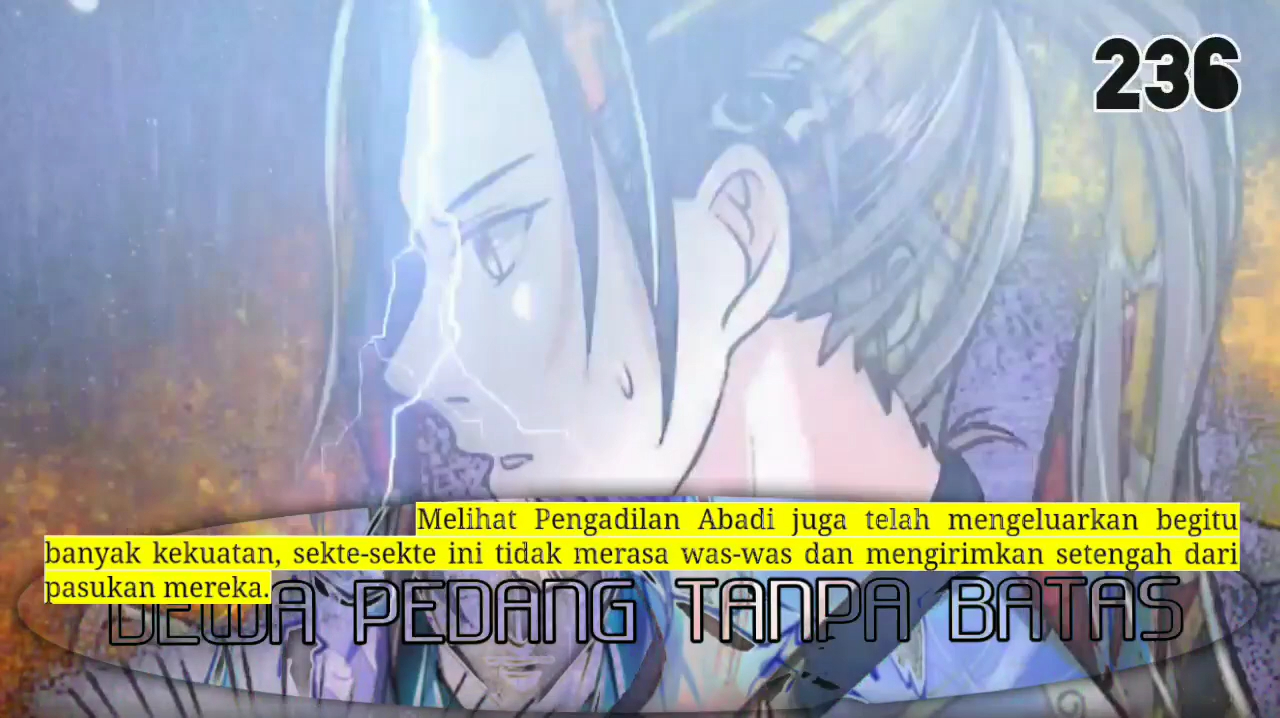 236
Melihat Pengadilan Abadi juga telah mengeluarkan begitu
banyak kekuatan, sekte-sekte ini tidak merasa was-was dan mengirimkan setengah dari
pasukan mereka.
DEWA PEDANG TANPA BATAS